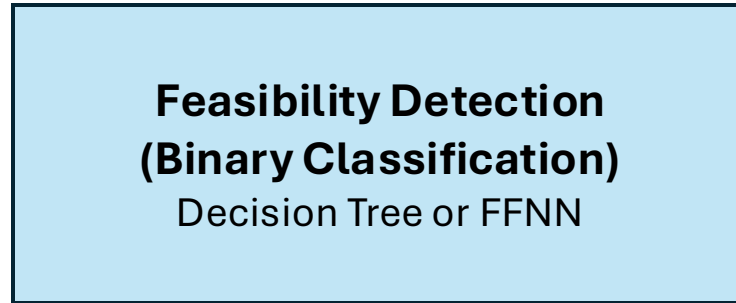 Feasibility Detection
(Binary Classification)
Decision Tree or FFNN